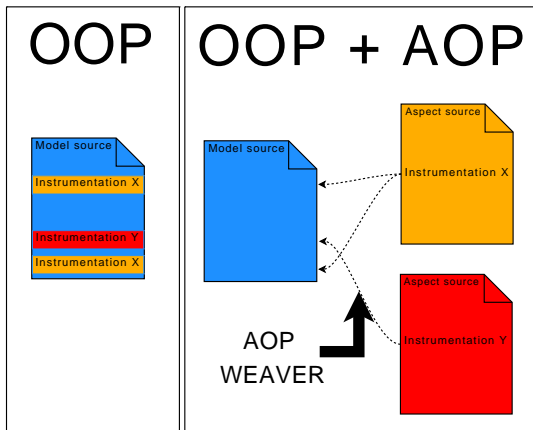 OOP
Model source
Instrumentation X
Instrumentation Y
Instrumentation X
OOP + AOP
Model source
Aspect source
Instrumentation X
Aspect source
Instrumentation Y
AOP
WEAVER